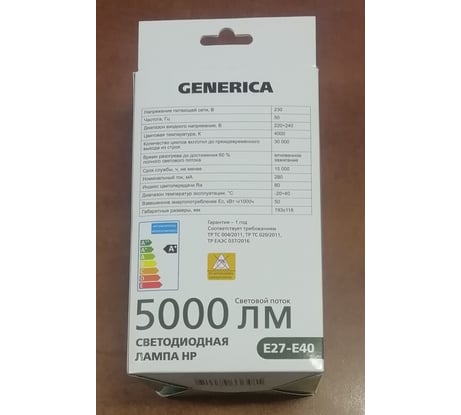 GENERICA
Напряжение питающей сети, В 230
Частота, Гц 50
Диапазон входного напряжения, В 220÷240
Цветовая температура, К 4000
Количество циклов вкл/откл до преждевременного
выхода из строя 30 000
Время разогрева до достижения 60 %
полного светового потока мгновенное
зажигание
Срок службы, ч, не менее 15 000
Номинальный ток, мА 280
Индекс цветопередачи Ra 80
Диапазон температур эксплуатации, °С -20÷40
Взвешенное энергопотребление Ec, кВт·ч/1000ч 50
Габаритные размеры, мм
Гарантия – 1 год
Соответствует требованиям
ТР ТС 004/2011, ТР ТС 020/2011,
ТР ЕАЭС 037/2016
A+
Световой поток
5000 ЛМ
СВЕТОДИОДНАЯ
ЛАМПА HP
E27-E40